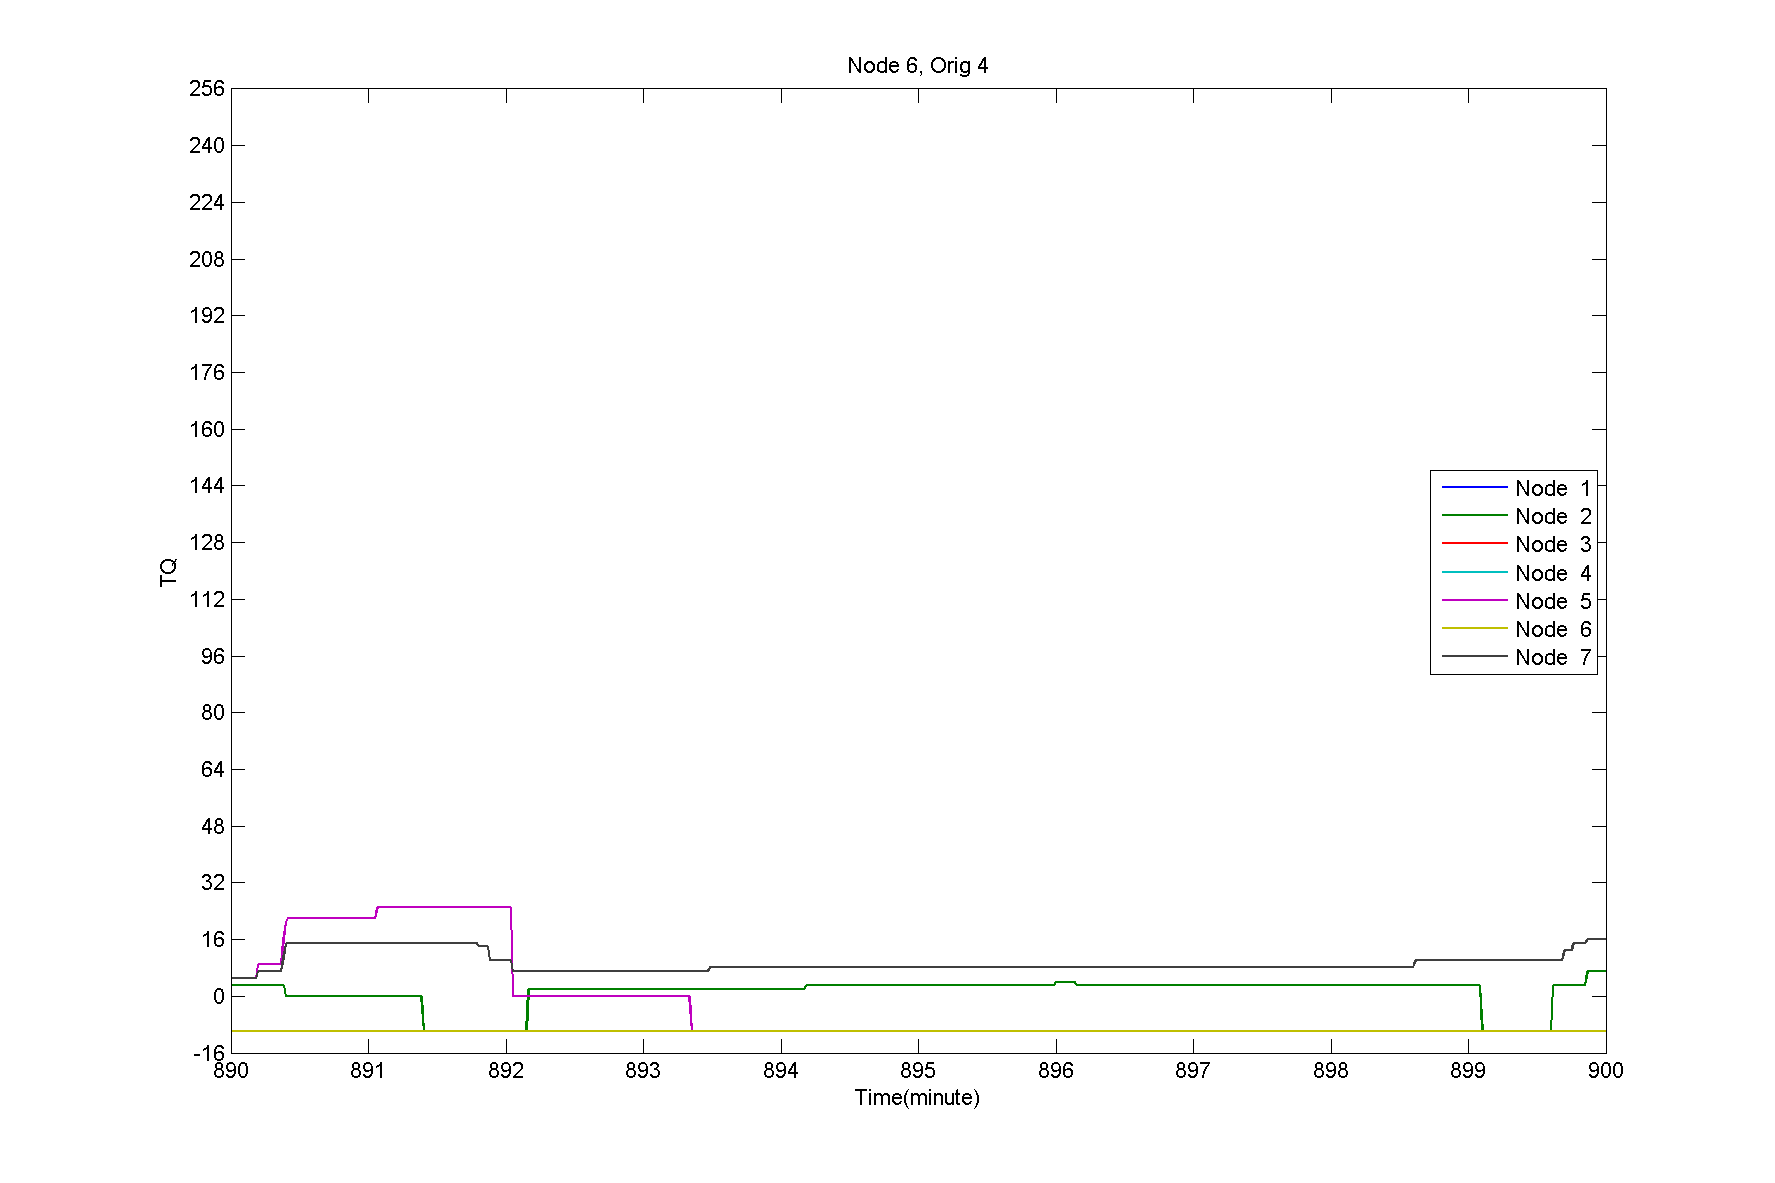 Node 6, Orig 4
256
240
224
208
192
176
160
144
128
112
96
80
64
48
32
16
0
-16
TQ
Node 1
Node 2
Node 3
Node 4
Node 5
Node 6
Node 7
890 891 892 893 894 895 896 897 898 899 900
Time(minute)